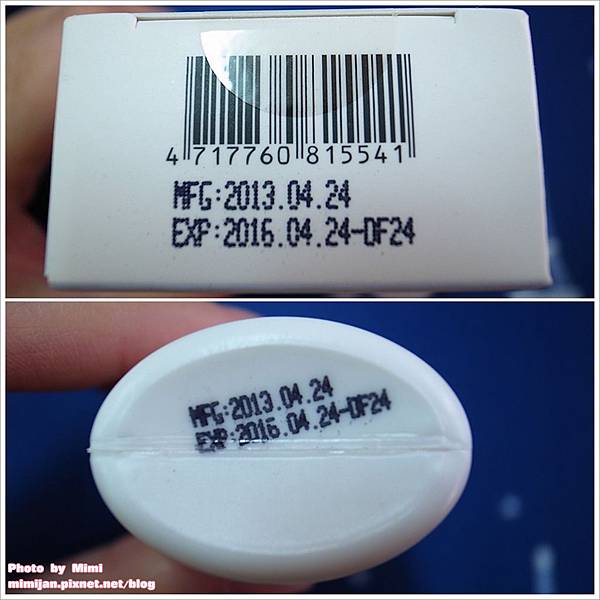 4 717760 815541
MFG:2013.04.24
EXP:2016.04.24-DF24
MFG:2013.04.24
EXP:2016.04.24-DF24
Photo by Mimi
mimijan.pixnet.net/blog